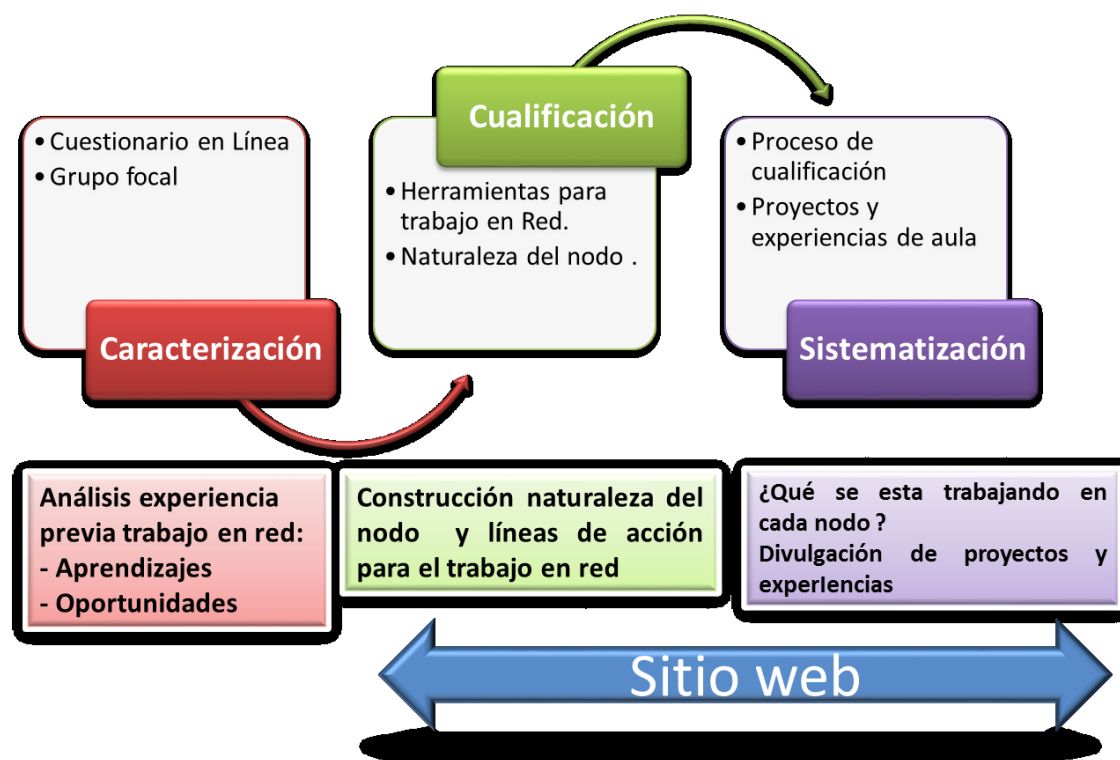 • Cuestionario en Línea
• Grupo focal
Caracterización
Cualificación
• Herramientas para
trabajo en Red.
• Naturaleza del nodo .
• Proceso de
cualificación
• Proyectos y
experiencias de aula
Sistematización
Análisis experiencia
previa trabajo en red:
- Aprendizajes
- Oportunidades
Construcción naturaleza del
nodo y líneas de acción
para el trabajo en red
¿Qué se esta trabajando en
cada nodo ?
Divulgación de proyectos y
experiencias
Sitio web